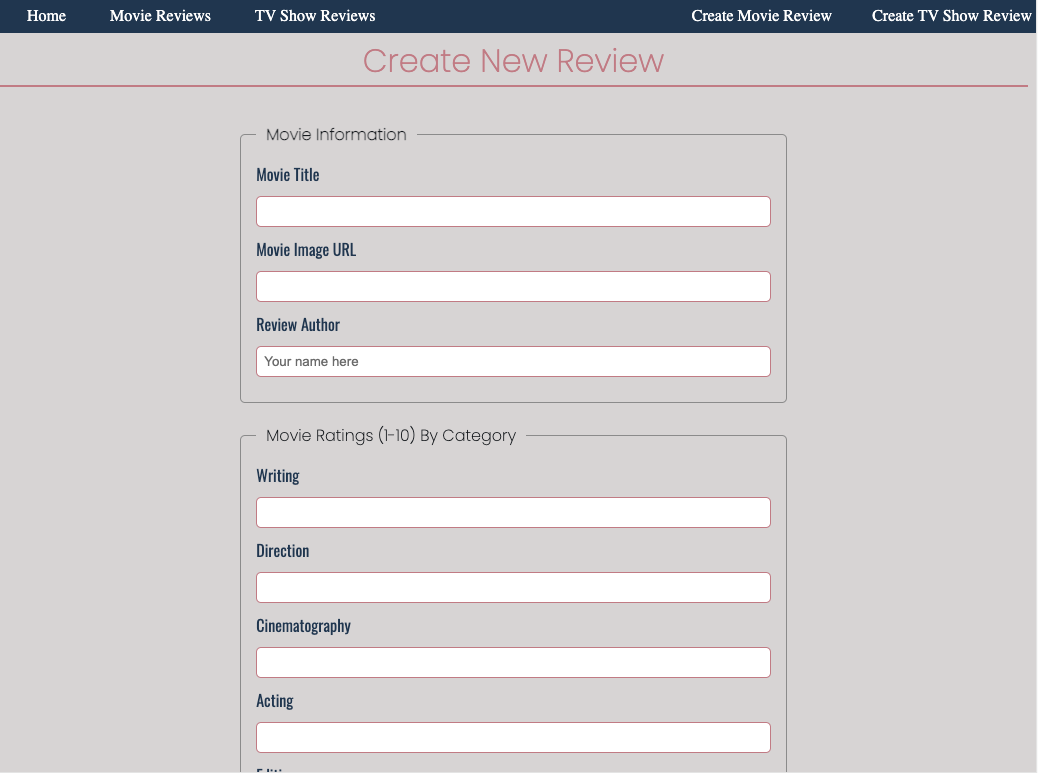 Home Movie Reviews TV Show Reviews Create Movie Review Create TV Show Review
Create New Review
Movie Information
Movie Title
Movie Image URL
Review Author
Your name here
Movie Ratings (1-10) By Category
Writing
Direction
Cinematography
Acting